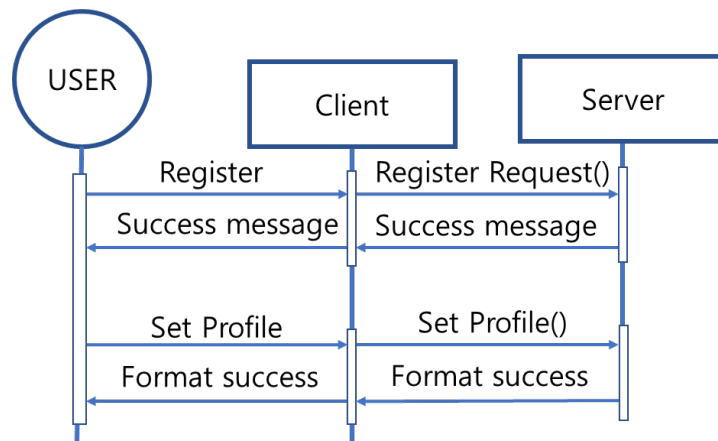 USER
Client
Server
Register
Register Request()
Success message
Success message
Set Profile
Set Profile()
Format success
Format success